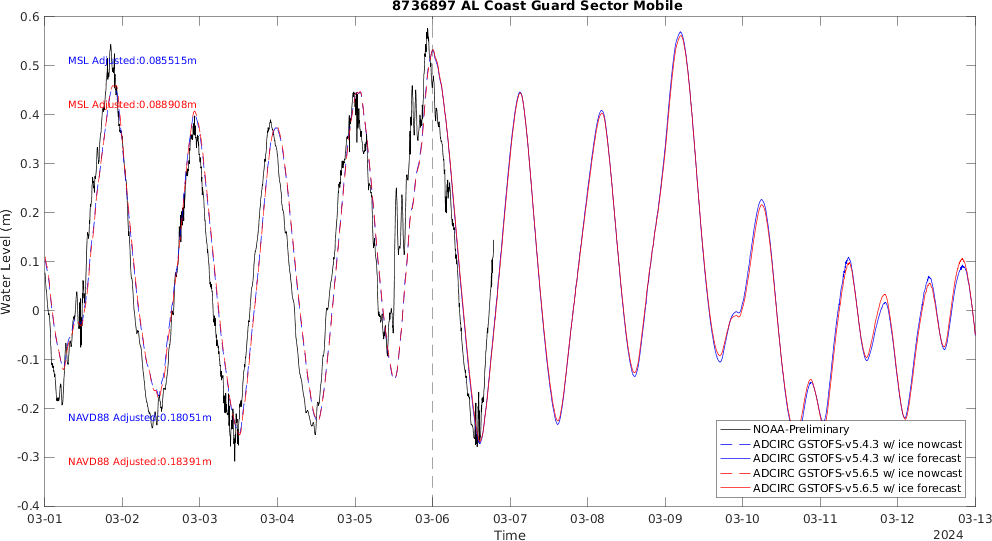 8736897 AL Coast Guard Sector Mobile
0.6
0.5
0.4
0.3
0.2
0.1
0
-0.1
-0.2
-0.3
-0.4
Water Level (m)
MSL Adjusted:0.085515m
MSL Adjusted:0.088908m
NAVD88 Adjusted:0.18051m
NAVD88 Adjusted:0.18391m
NOAA-Preliminary
ADCIRC GSTOFS-v5.4.3 w/ ice nowcast
ADCIRC GSTOFS-v5.4.3 w/ ice forecast
ADCIRC GSTOFS-v5.6.5 w/ ice nowcast
ADCIRC GSTOFS-v5.6.5 w/ ice forecast
03-01 03-02 03-03 03-04 03-05 03-06 03-07 03-08 03-09 03-10 03-11 03-12 03-13
Time
2024